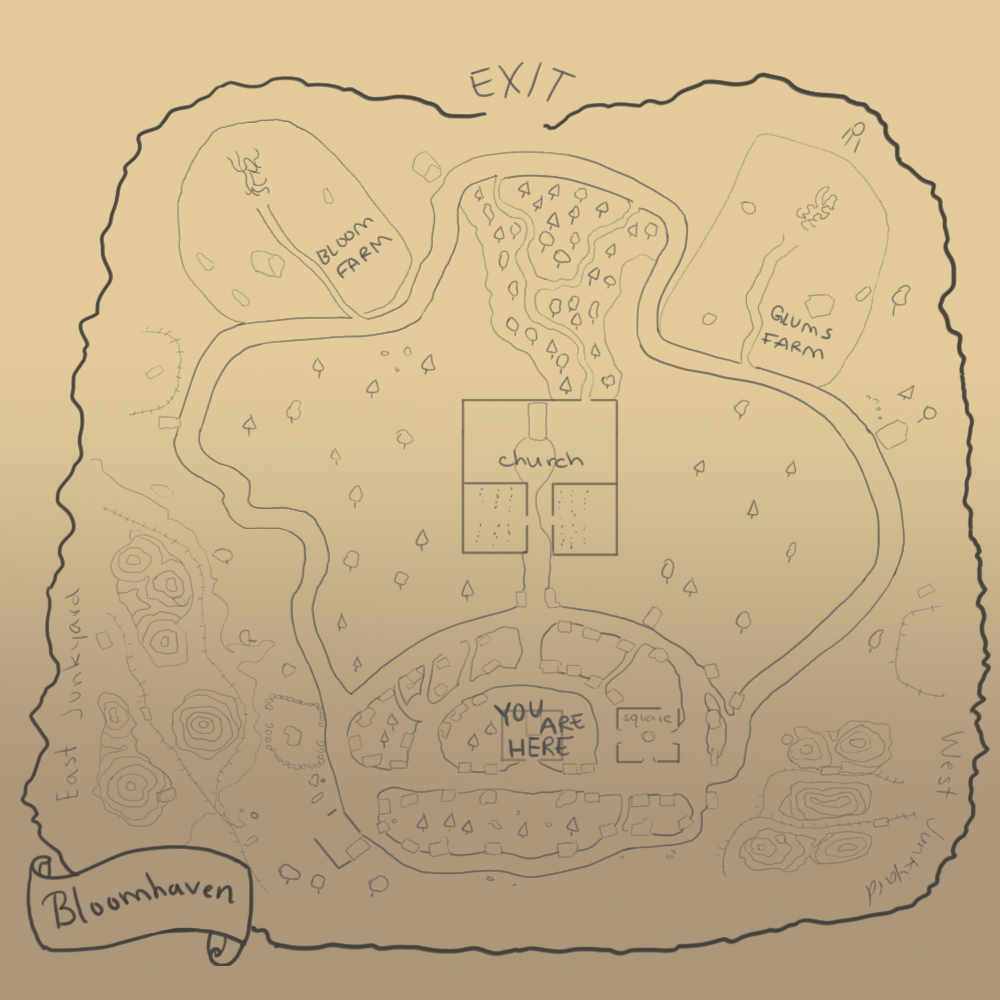 EXIT
BLOOM
FARM
GLUMS
FARM
church
YOU
ARE
HERE
square
East Junkyard
West Junkyard
Bloomhaven